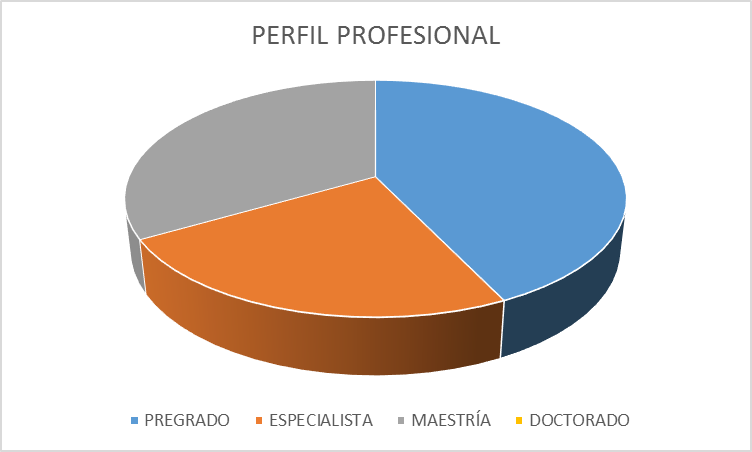 PERFIL PROFESIONAL
PREGRADO ESPECIALISTA MAESTRÍA DOCTORADO